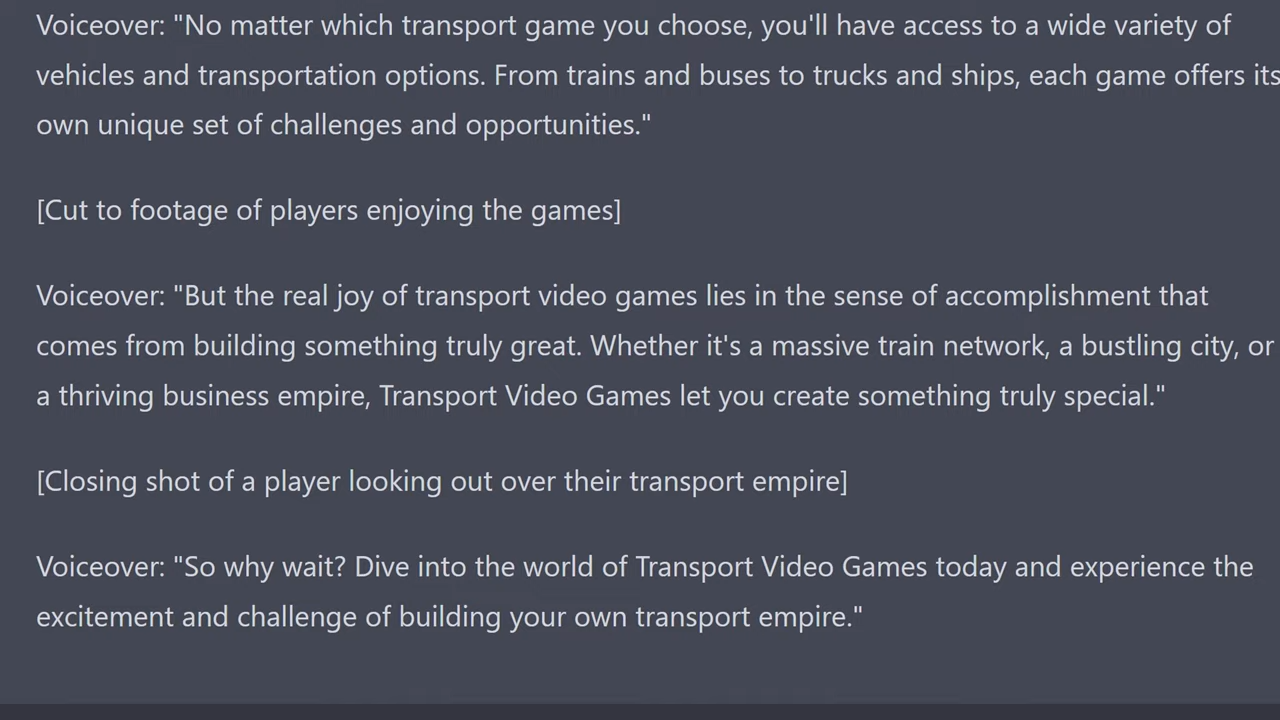 Voiceover: "No matter which transport game you choose, you'll have access to a wide variety of
vehicles and transportation options. From trains and buses to trucks and ships, each game offers its
own unique set of challenges and opportunities."
[Cut to footage of players enjoying the games]
Voiceover: "But the real joy of transport video games lies in the sense of accomplishment that
comes from building something truly great. Whether it's a massive train network, a bustling city, or
a thriving business empire, Transport Video Games let you create something truly special."
[Closing shot of a player looking out over their transport empire]
Voiceover: "So why wait? Dive into the world of Transport Video Games today and experience the
excitement and challenge of building your own transport empire."